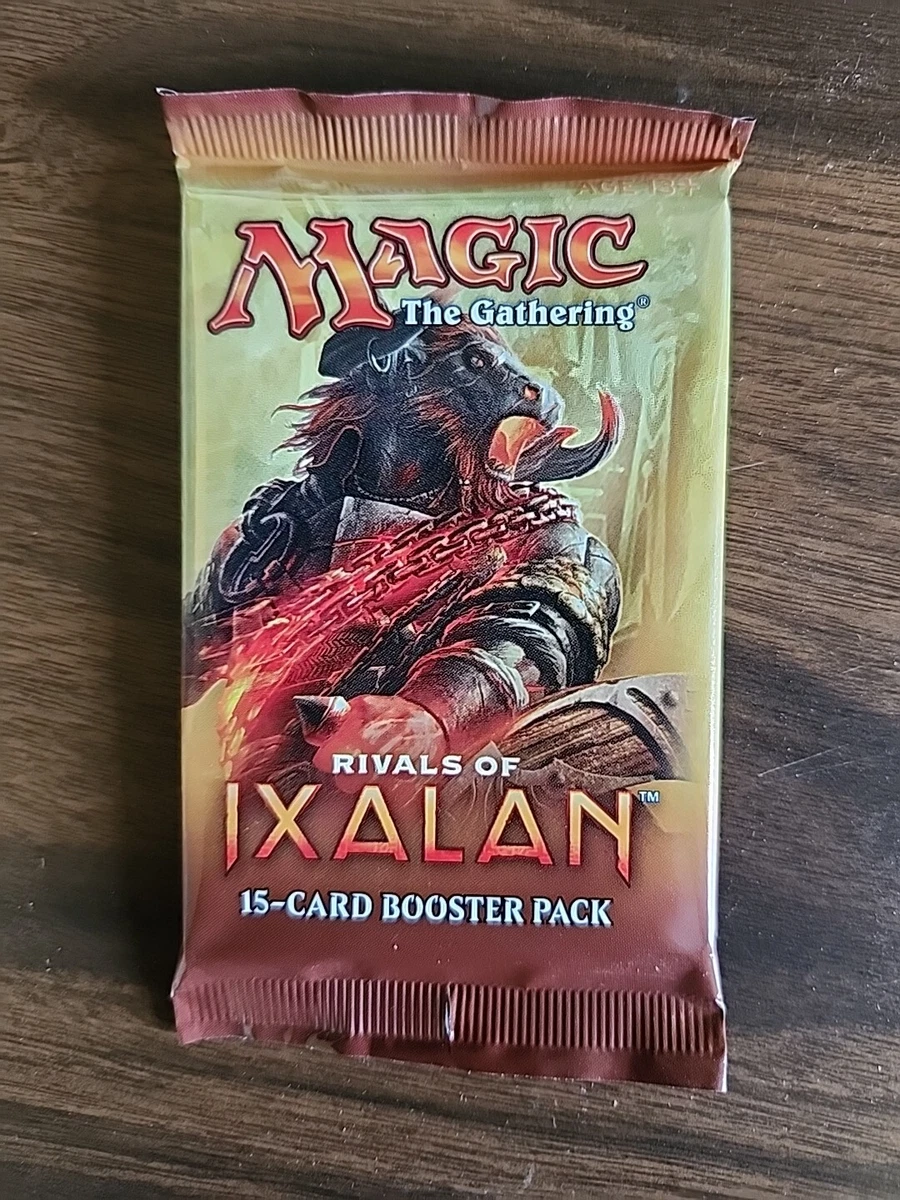 AGE 13+
MAGIC
The Gathering®
RIVALS OF
IXALAN™
15-CARD BOOSTER PACK